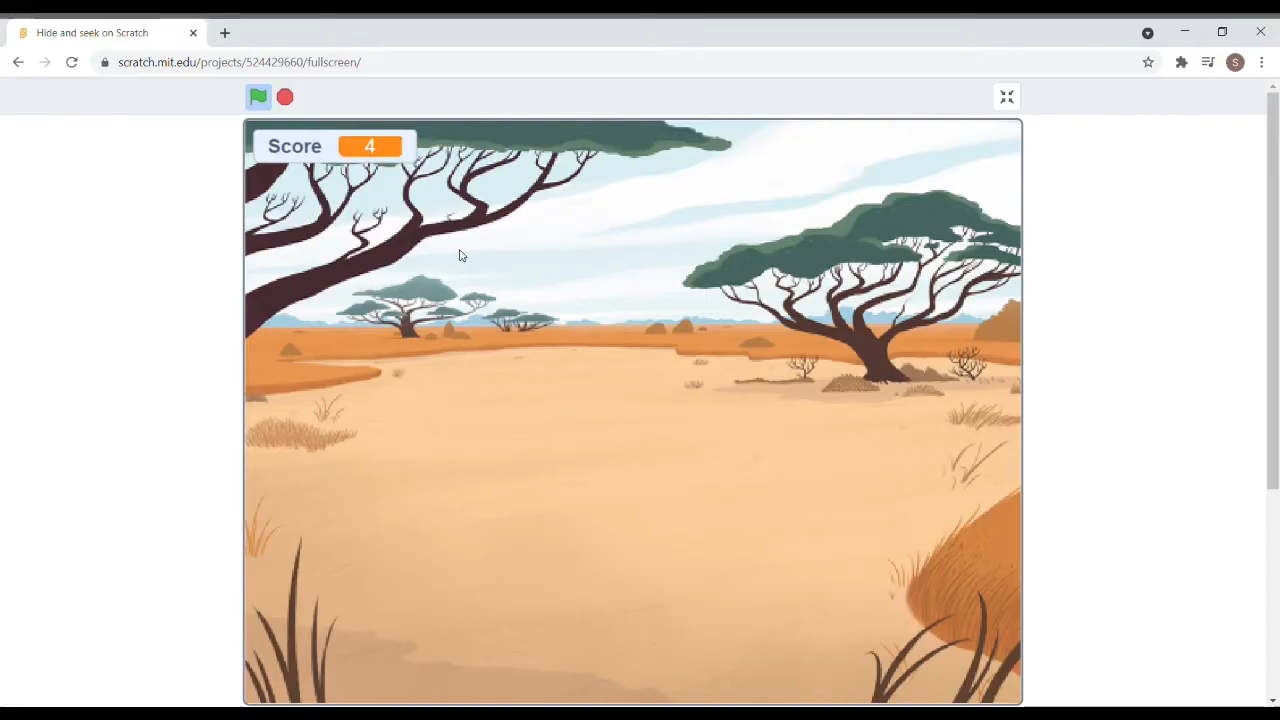 Hide and seek on Scratch
scratch.mit.edu/projects/524429660/fullscreen/
S
Score 4